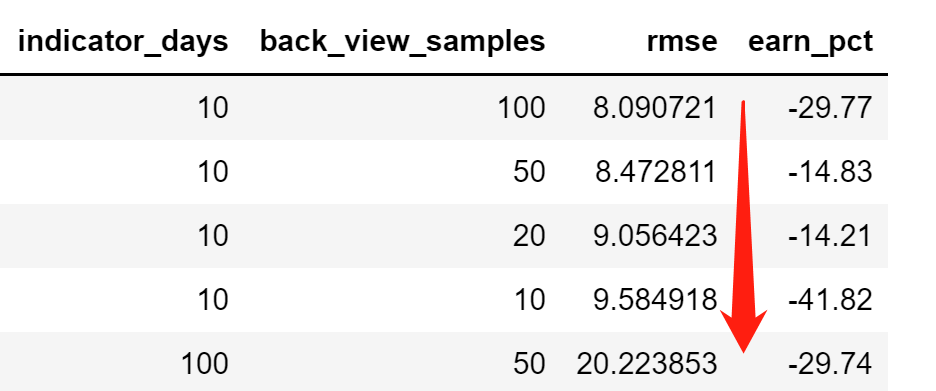 indicator_days back_view_samples rmse earn_pct
10 100 8.090721 -29.77
10 50 8.472811 -14.83
10 20 9.056423 -14.21
10 10 9.584918 -41.82
100 50 20.223853 -29.74